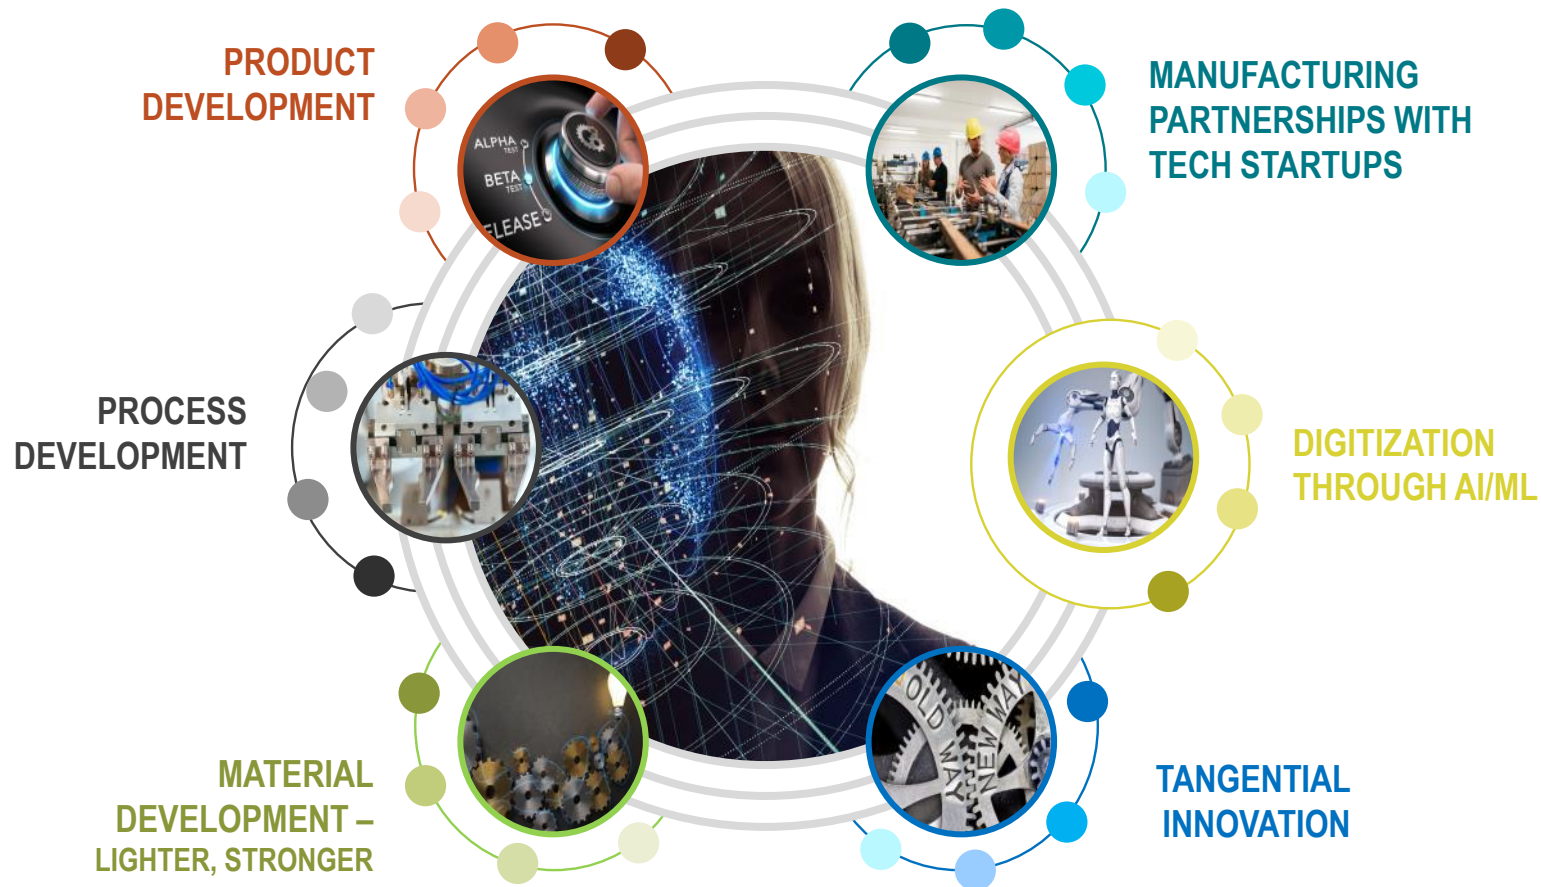 PRODUCT
DEVELOPMENT
ALPHA
TEST
BETA
TEST
ELEASE
MANUFACTURING
PARTNERSHIPS WITH
TECH STARTUPS
PROCESS
DEVELOPMENT
DIGITIZATION
THROUGH AI/ML
MATERIAL
DEVELOPMENT –
LIGHTER, STRONGER
OLD WAY
NEW WAY
TANGENTIAL
INNOVATION